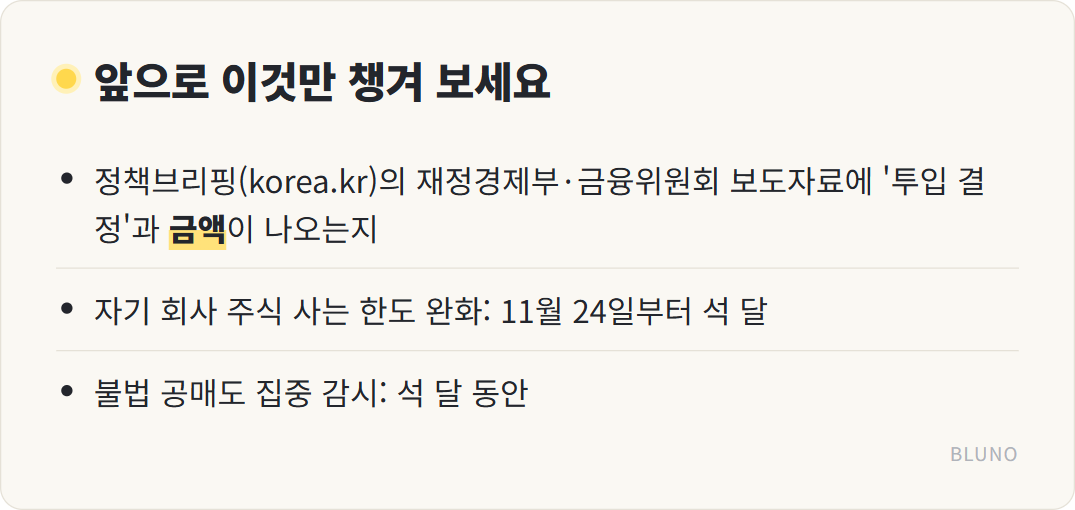 앞으로 이것만 챙겨 보세요
정책브리핑(korea.kr)의 재정경제부·금융위원회 보도자료에 '투입 결
정'과 금액이 나오는지
자기 회사 주식 사는 한도 완화: 11월 24일부터 석 달
불법 공매도 집중 감시: 석 달 동안
BLUNO